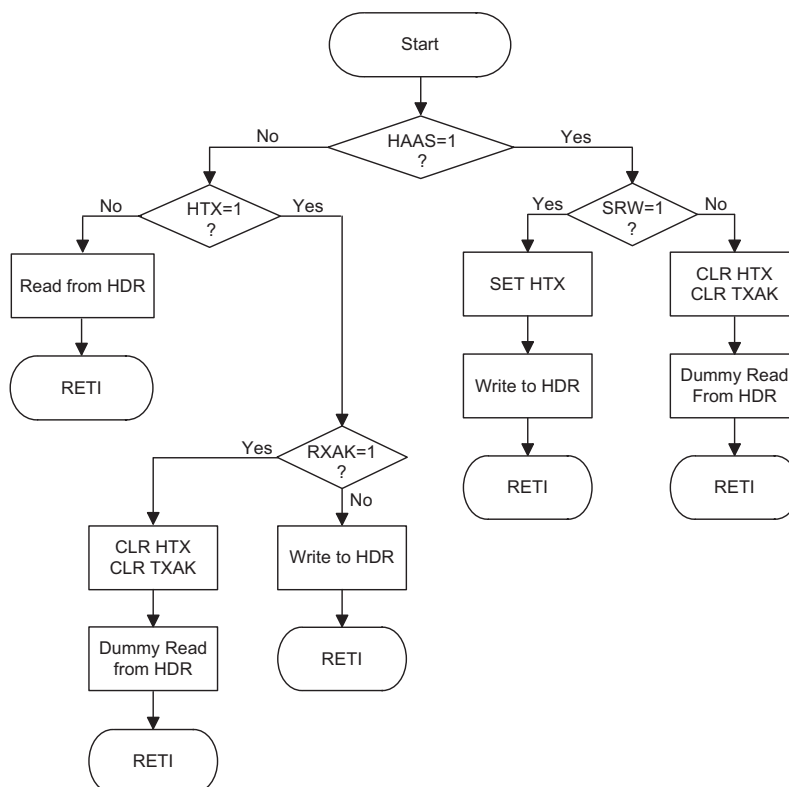 Start
No
HAAS=1
?
Yes
No
HTX=1
?
Yes
Yes
SRW=1
?
No
Read from HDR
SET HTX
CLR HTX
CLR TXAK
RETI
Write to HDR
Dummy Read
From HDR
Yes
RXAK=1
?
No
RETI
RETI
CLR HTX
CLR TXAK
Write to HDR
Dummy Read
from HDR
RETI
RETI